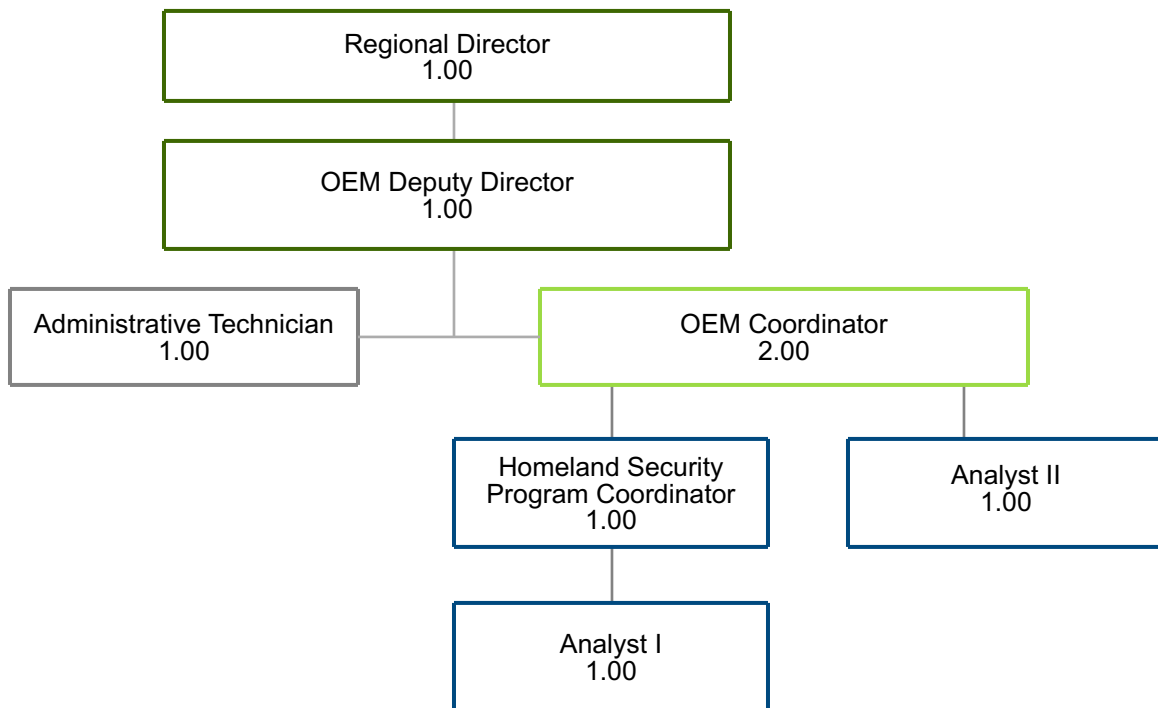 Regional Director
1.00
OEM Deputy Director
1.00
Administrative Technician
1.00
OEM Coordinator
2.00
Homeland Security
Program Coordinator
1.00
Analyst II
1.00
Analyst I
1.00